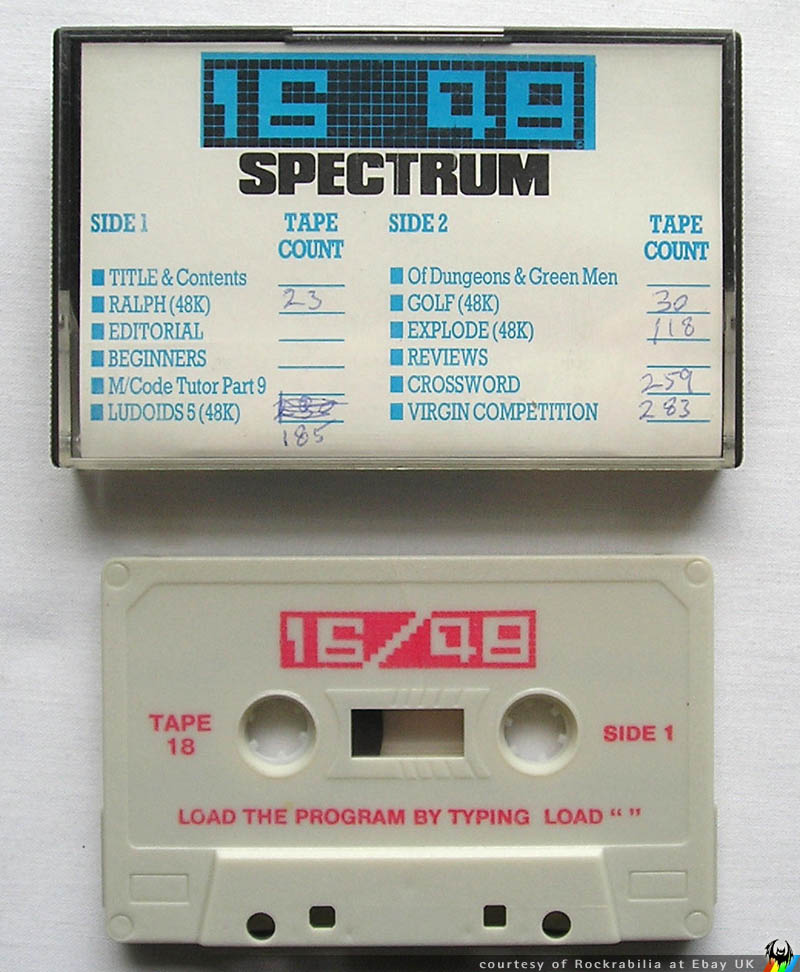 16 48
SPECTRUM
SIDE 1 TAPE COUNT
TITLE & Contents
RALPH (48K) 23
EDITORIAL
BEGINNERS
M/Code Tutor Part 9
LUDOIDS 5 (48K)
185
SIDE 2 TAPE COUNT
Of Dungeons & Green Men
GOLF (48K) 30
EXPLODE (48K) 118
REVIEWS
CROSSWORD 259
VIRGIN COMPETITION 283
16/48
TAPE
18
SIDE 1
LOAD THE PROGRAM BY TYPING LOAD “ ”
courtesy of Rockrabilia at Ebay UK